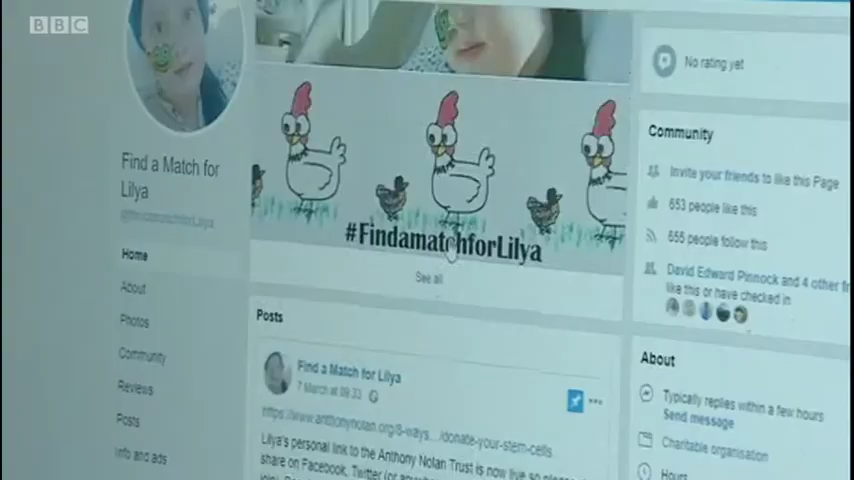 BBC
Find a Match for
Lilya
Home
About
Photos
Community
Reviews
Posts
Info and ads
#FindamatchforLilya
See all
Posts
Find a Match for Lilya
7 March at 09:33
https://www.anthonynolan.org/8-ways.../donate-your-stem-cells
Lilya's personal link to the Anthony Nolan Trust is now live so please
share on Facebook, Twitter (or anywhere
No rating yet
Community
Invite your friends to like this Page
653 people like this
655 people follow this
David Edward Pinnock and 4 other fr
like this or have checked in
About
Typically replies within a few hours
Send message
Charitable organisation
Hours